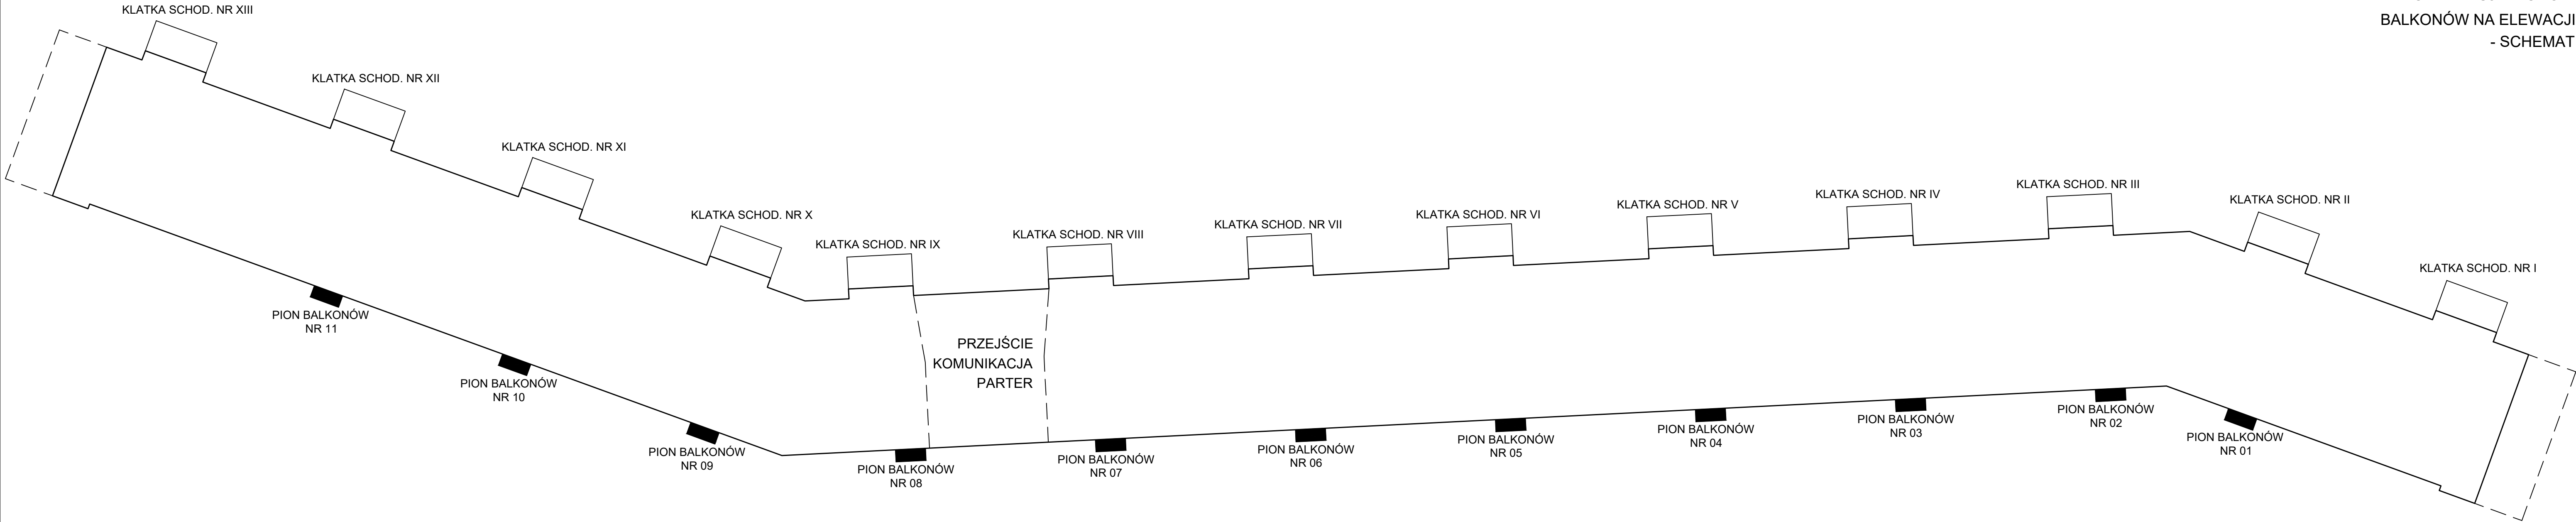 BALKONÓW NA ELEWACJI
- SCHEMAT
KLATKA SCHOD. NR XIII
KLATKA SCHOD. NR XII
KLATKA SCHOD. NR XI
KLATKA SCHOD. NR X
KLATKA SCHOD. NR IX
KLATKA SCHOD. NR VIII
KLATKA SCHOD. NR VII
KLATKA SCHOD. NR VI
KLATKA SCHOD. NR V
KLATKA SCHOD. NR IV
KLATKA SCHOD. NR III
KLATKA SCHOD. NR II
KLATKA SCHOD. NR I
PRZEJŚCIE
KOMUNIKACJA
PARTER
PION BALKONÓW
NR 11
PION BALKONÓW
NR 10
PION BALKONÓW
NR 09
PION BALKONÓW
NR 08
PION BALKONÓW
NR 07
PION BALKONÓW
NR 06
PION BALKONÓW
NR 05
PION BALKONÓW
NR 04
PION BALKONÓW
NR 03
PION BALKONÓW
NR 02
PION BALKONÓW
NR 01